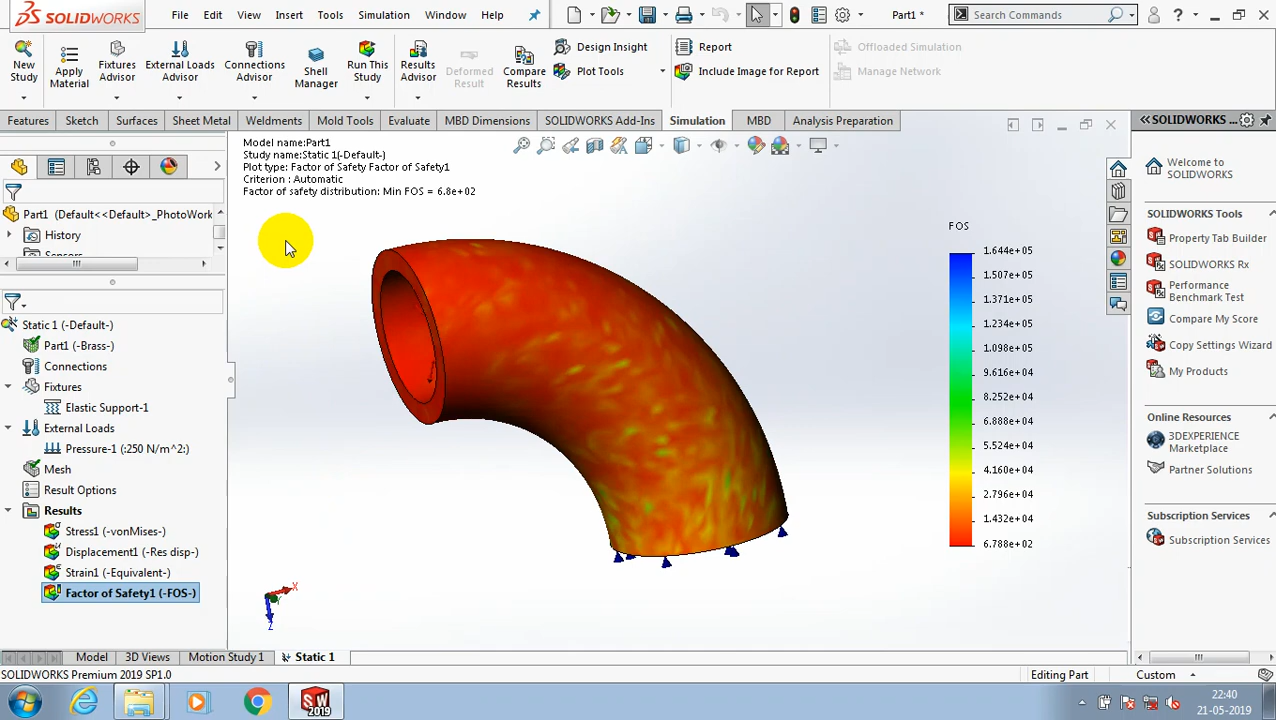 SOLIDWORKS
File Edit View Insert Tools Simulation Window Help Part1 * Search Commands
New Study
Apply Material
Fixtures Advisor
External Loads Advisor
Connections Advisor
Shell Manager
Run This Study
Results Advisor
Deformed Result
Compare Results
Design Insight
Plot Tools
Report
Include Image for Report
Offloaded Simulation
Manage Network
Features Sketch Surfaces Sheet Metal Weldments Mold Tools Evaluate MBD Dimensions SOLIDWORKS Add-Ins Simulation MBD Analysis Preparation
Model name:Part1
Study name:Static 1(-Default-)
Plot type: Factor of Safety Factor of Safety1
Criterion : Automatic
Factor of safety distribution: Min FOS = 6.8e+02
Part1 (Default<<Default>_PhotoWork
History
Sensors
Static 1 (-Default-)
Part1 (-Brass-)
Connections
Fixtures
Elastic Support-1
External Loads
Pressure-1 (:250 N/m^2:)
Mesh
Result Options
Results
Stress1 (-vonMises-)
Displacement1 (-Res disp-)
Strain1 (-Equivalent-)
Factor of Safety1 (-FOS-)
FOS
1.644e+05
1.507e+05
1.371e+05
1.234e+05
1.098e+05
9.616e+04
8.252e+04
6.888e+04
5.524e+04
4.160e+04
2.796e+04
1.432e+04
6.788e+02
X
Y
Z
SOLIDWORKS
Welcome to SOLIDWORKS
SOLIDWORKS Tools
Property Tab Builder
SOLIDWORKS Rx
Performance Benchmark Test
Compare My Score
Copy Settings Wizard
My Products
Online Resources
3DEXPERIENCE Marketplace
Partner Solutions
Subscription Services
Subscription Services
Model 3D Views Motion Study 1 Static 1
SOLIDWORKS Premium 2019 SP1.0 Editing Part Custom
SW 2019
22:40
21-05-2019